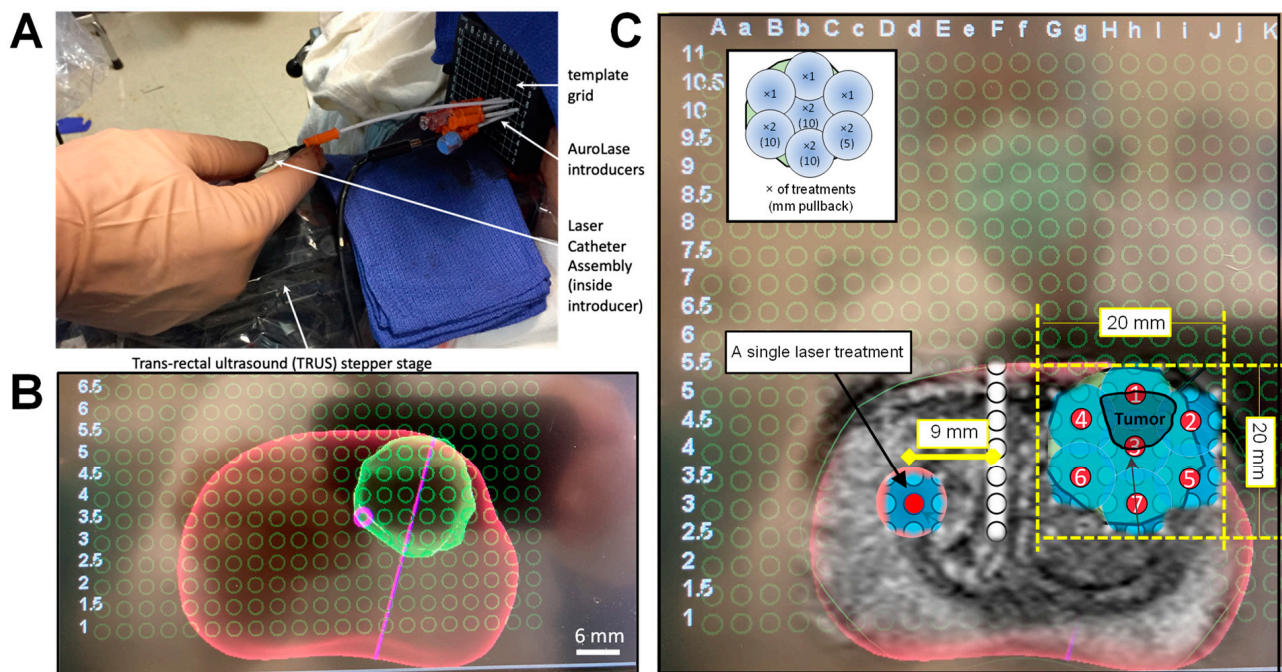 A
template
grid
AuroLase
introducers
Laser
Catheter
Assembly
(inside
introducer)
Trans-rectal ultrasound (TRUS) stepper stage
B
6.5
6
5.5
5
4.5
4
3.5
3
2.5
2
1.5
1
6 mm
C
A a B b C c D d E e F f G g H h I i J j K
11
10.5
10
9.5
9
8.5
8
7.5
7
6.5
6
5.5
5
4.5
4
3.5
3
2.5
2
1.5
1
×1
×1
×1
×2
(10)
×2
(10)
×2
(5)
×2
(10)
× of treatments
(mm pullback)
20 mm
A single laser treatment
9 mm
20 mm
1
Tumor
4
2
3
6
5
7